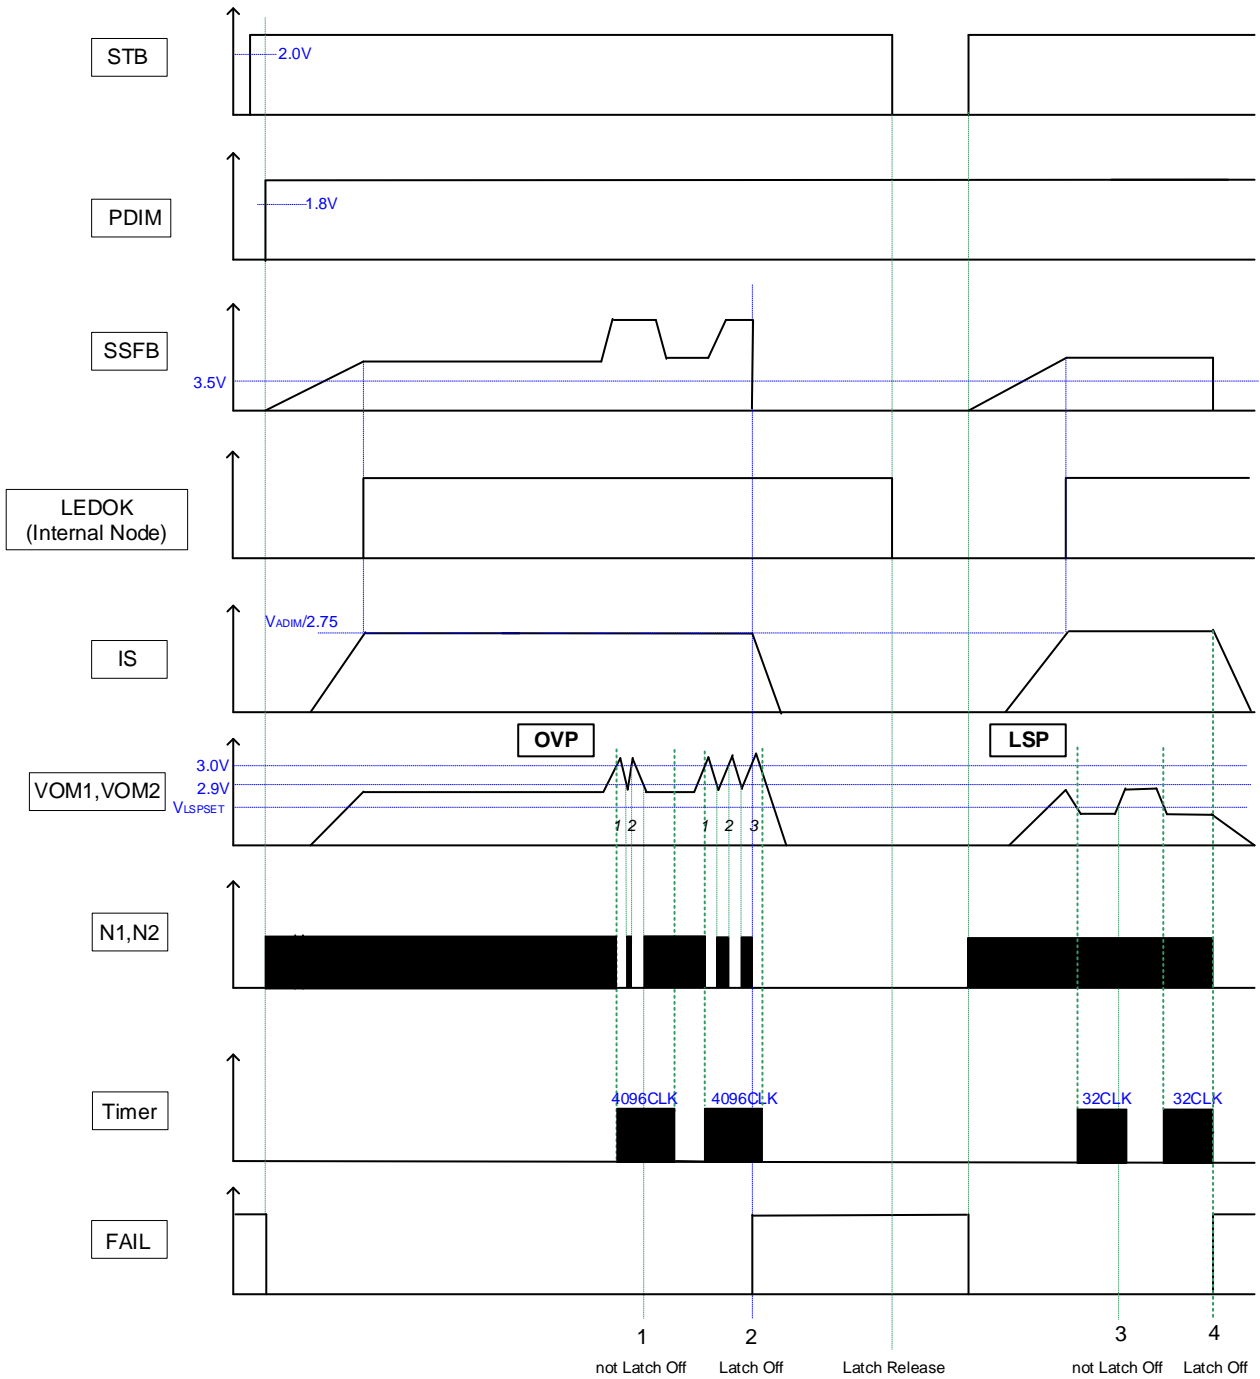 STB
2.0V
PDIM
1.8V
SSFB
3.5V
LEDOK
(Internal Node)
VADIM/2.75
IS
OVP
LSP
3.0V
VOM1,VOM2
2.9V
VLSPSET
1 2 1 2 3
N1,N2
Timer
4096CLK 4096CLK 32CLK 32CLK
FAIL
1 2 3 4
not Latch Off Latch Off Latch Release not Latch Off Latch Off